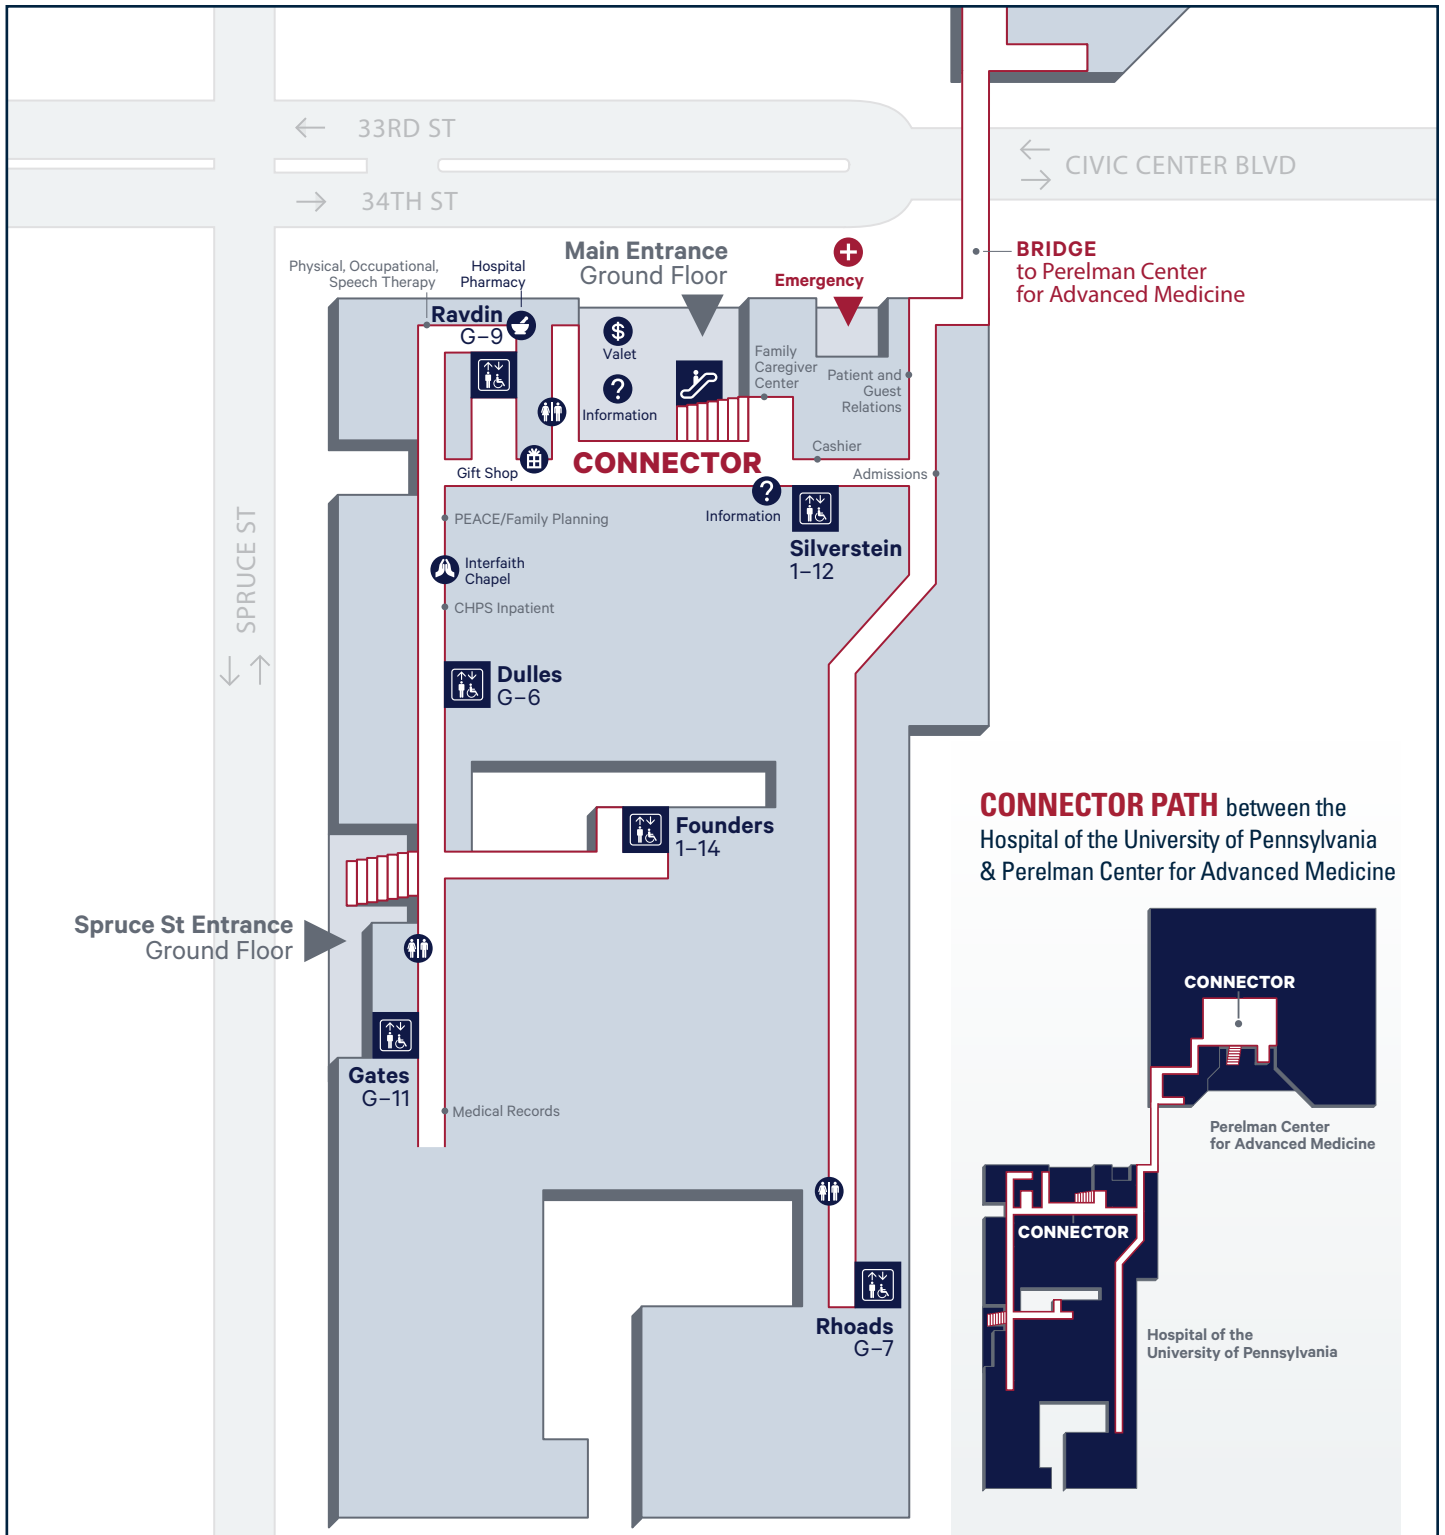 33RD ST
34TH ST
CIVIC CENTER BLVD
SPRUCE ST
Main Entrance
Ground Floor
Emergency
BRIDGE
to Perelman Center
for Advanced Medicine
Physical, Occupational,
Speech Therapy
Hospital
Pharmacy
Ravdin
G–9
$
Valet
?
Information
Family
Caregiver
Center
Patient and
Guest
Relations
Gift Shop
CONNECTOR
Cashier
Admissions
?
Information
Silverstein
1–12
PEACE/Family Planning
Interfaith
Chapel
CHPS Inpatient
Dulles
G–6
Founders
1–14
Spruce St Entrance
Ground Floor
Gates
G–11
Medical Records
Rhoads
G–7
CONNECTOR PATH between the
Hospital of the University of Pennsylvania
& Perelman Center for Advanced Medicine
CONNECTOR
Perelman Center
for Advanced Medicine
CONNECTOR
Hospital of the
University of Pennsylvania